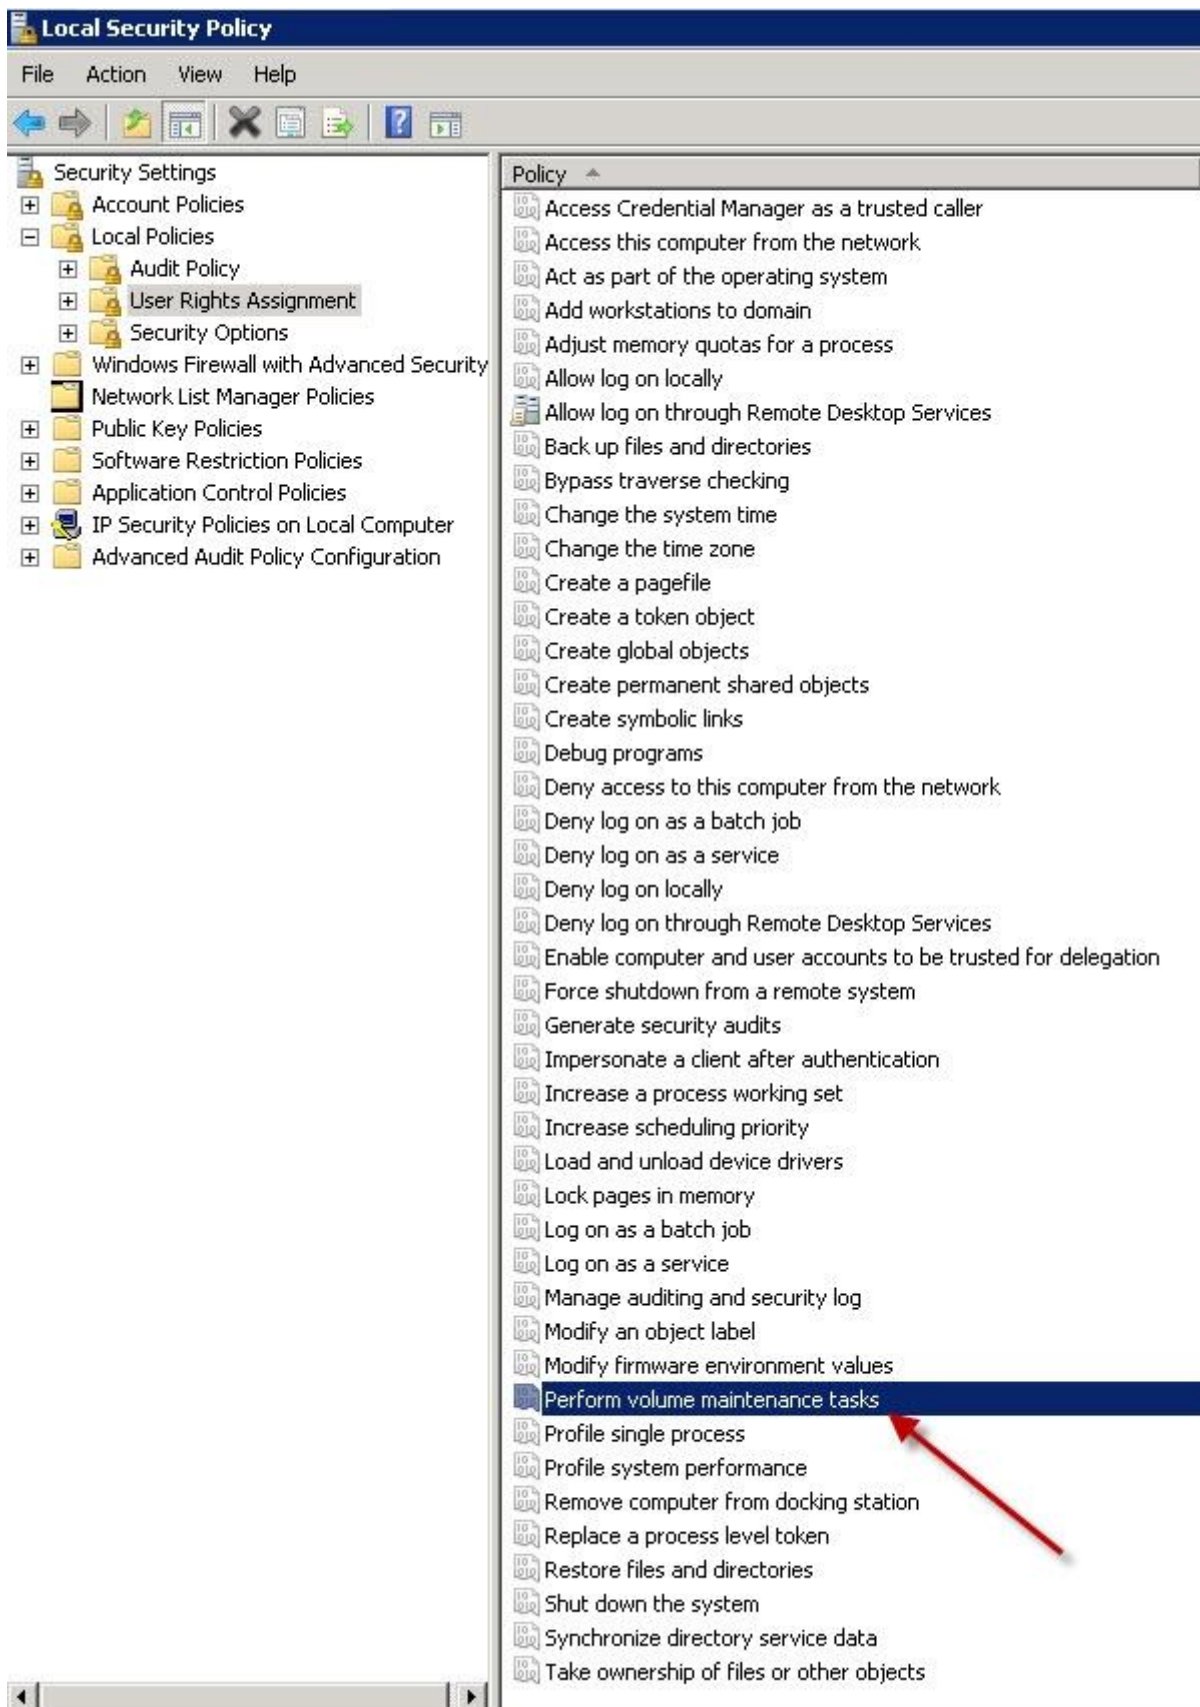 Local Security Policy
File Action View Help
Security Settings
Account Policies
Local Policies
Audit Policy
User Rights Assignment
Security Options
Windows Firewall with Advanced Security
Network List Manager Policies
Public Key Policies
Software Restriction Policies
Application Control Policies
IP Security Policies on Local Computer
Advanced Audit Policy Configuration
Policy
Access Credential Manager as a trusted caller
Access this computer from the network
Act as part of the operating system
Add workstations to domain
Adjust memory quotas for a process
Allow log on locally
Allow log on through Remote Desktop Services
Back up files and directories
Bypass traverse checking
Change the system time
Change the time zone
Create a pagefile
Create a token object
Create global objects
Create permanent shared objects
Create symbolic links
Debug programs
Deny access to this computer from the network
Deny log on as a batch job
Deny log on as a service
Deny log on locally
Deny log on through Remote Desktop Services
Enable computer and user accounts to be trusted for delegation
Force shutdown from a remote system
Generate security audits
Impersonate a client after authentication
Increase a process working set
Increase scheduling priority
Load and unload device drivers
Lock pages in memory
Log on as a batch job
Log on as a service
Manage auditing and security log
Modify an object label
Modify firmware environment values
Perform volume maintenance tasks
Profile single process
Profile system performance
Remove computer from docking station
Replace a process level token
Restore files and directories
Shut down the system
Synchronize directory service data
Take ownership of files or other objects